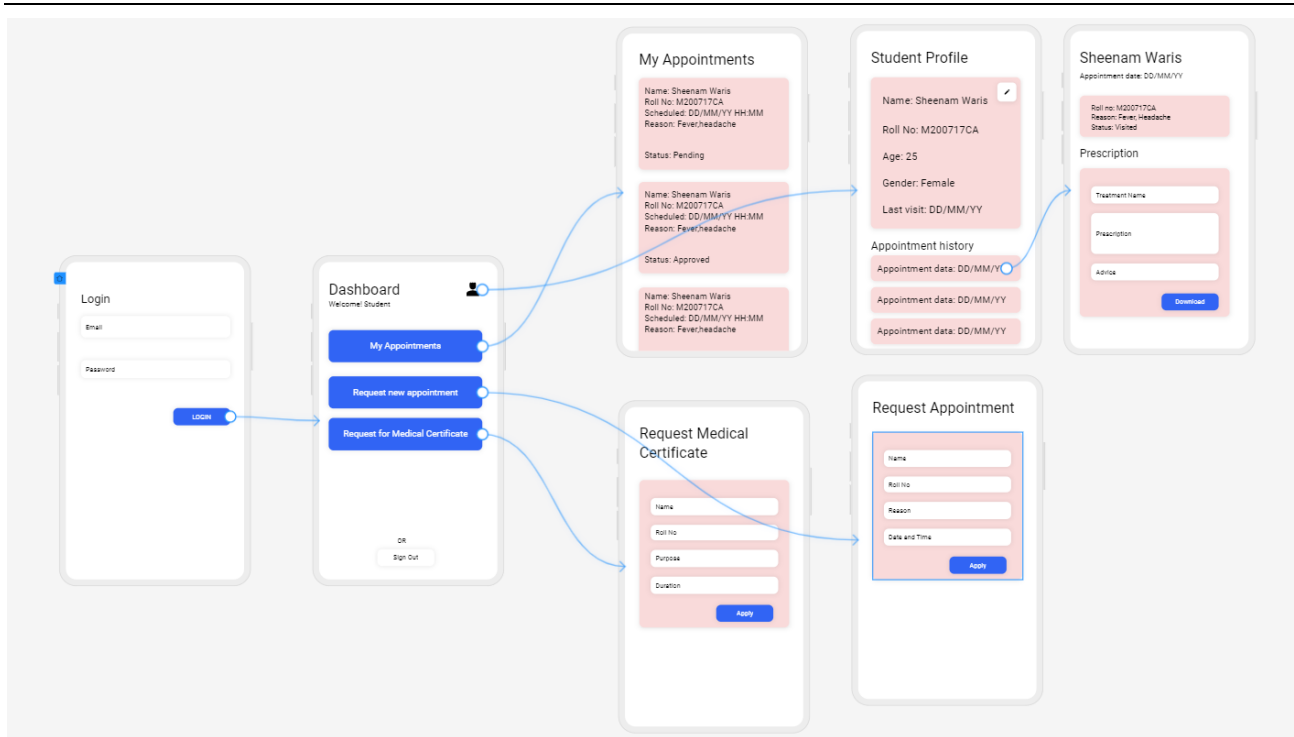 Login
Email
Password
LOGIN
Dashboard
Welcome! Student
My Appointments
Request new appointment
Request for Medical Certificate
OR
Sign Out
My Appointments
Name: Sheenam Waris
Roll No: M200717CA
Scheduled: DD/MM/YY HH:MM
Reason: Fever,headache
Status: Pending
Name: Sheenam Waris
Roll No: M200717CA
Scheduled: DD/MM/YY HH:MM
Reason: Fever,headache
Status: Approved
Name: Sheenam Waris
Roll No: M200717CA
Scheduled: DD/MM/YY HH:MM
Reason: Fever,headache
Student Profile
Name: Sheenam Waris
Roll No: M200717CA
Age: 25
Gender: Female
Last visit: DD/MM/YY
Appointment history
Appointment data: DD/MM/Y
Appointment data: DD/MM/YY
Appointment data: DD/MM/YY
Sheenam Waris
Appointment date: DD/MM/YY
Roll no: M200717CA
Reason: Fever, Headache
Status: Visited
Prescription
Treatment Name
Prescription
Advice
Download
Request Medical
Certificate
Name
Roll No
Purpose
Duration
Apply
Request Appointment
Name
Roll No
Reason
Date and Time
Apply